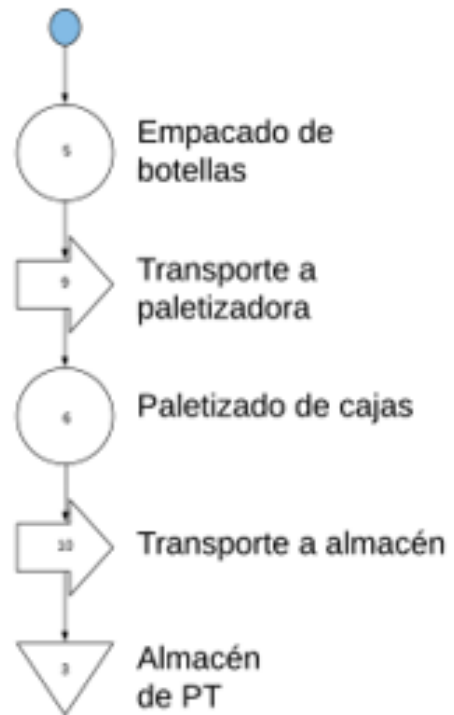 5
Empacado de
botellas
9
Transporte a
paletizadora
6
Paletizado de cajas
10
Transporte a almacén
3
Almacén
de PT